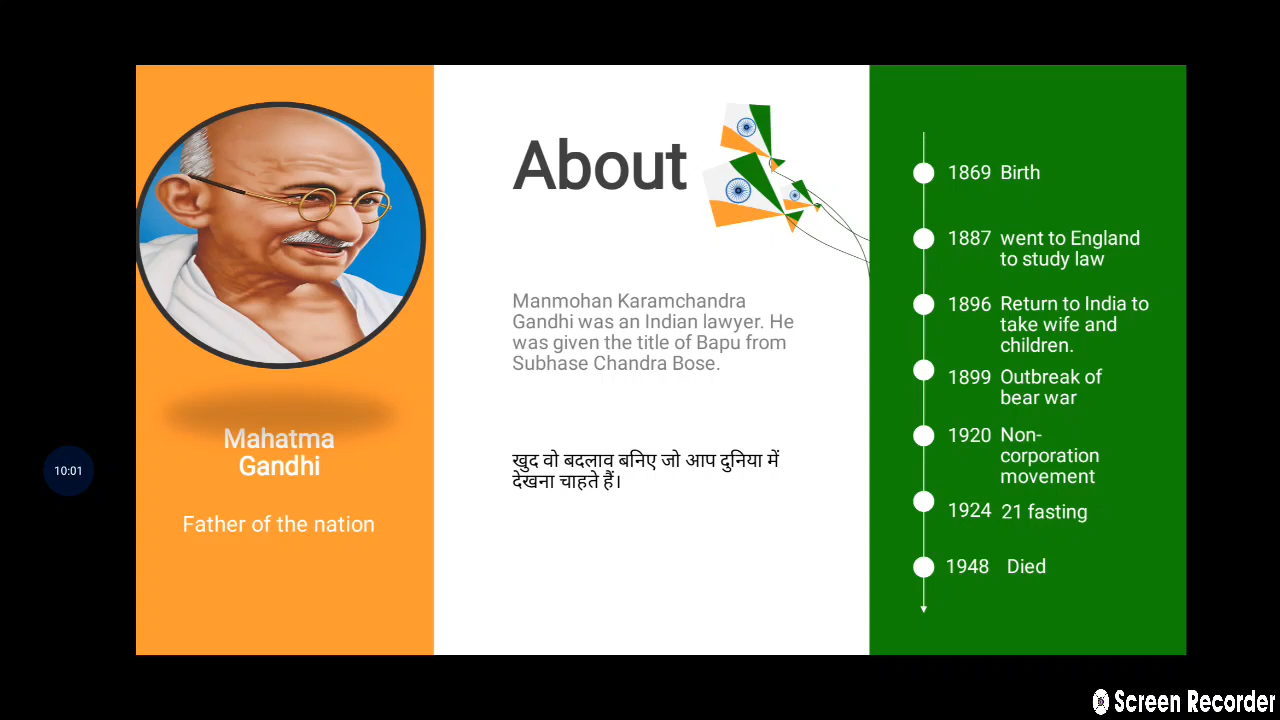 Mahatma
Gandhi
Father of the nation
About
Manmohan Karamchandra
Gandhi was an Indian lawyer. He
was given the title of Bapu from
Subhase Chandra Bose.
खुद वो बदलाव बनिए जो आप दुनिया में
देखना चाहते हैं।
1869 Birth
1887 went to England
to study law
1896 Return to India to
take wife and
children.
1899 Outbreak of
bear war
1920 Non-
corporation
movement
1924 21 fasting
1948 Died
10:01
Screen Recorder